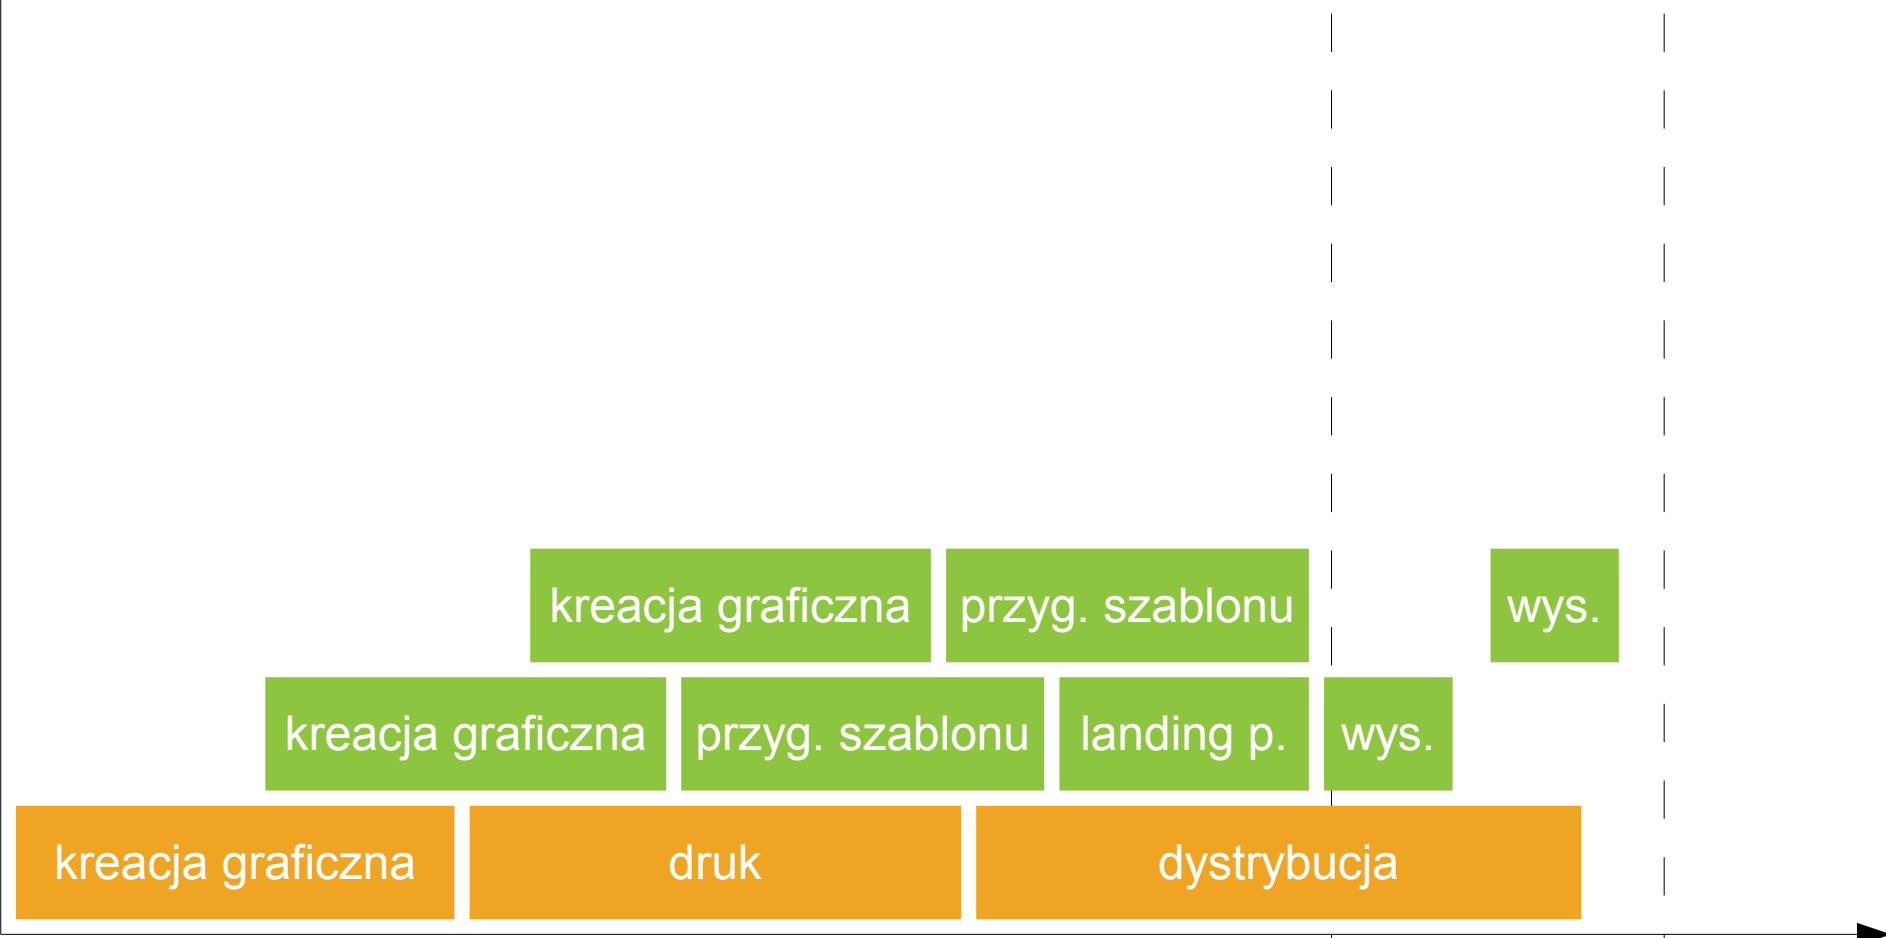 kreacja graficzna przyg. szablonu wys.
kreacja graficzna przyg. szablonu landing p. wys.
kreacja graficzna druk dystrybucja